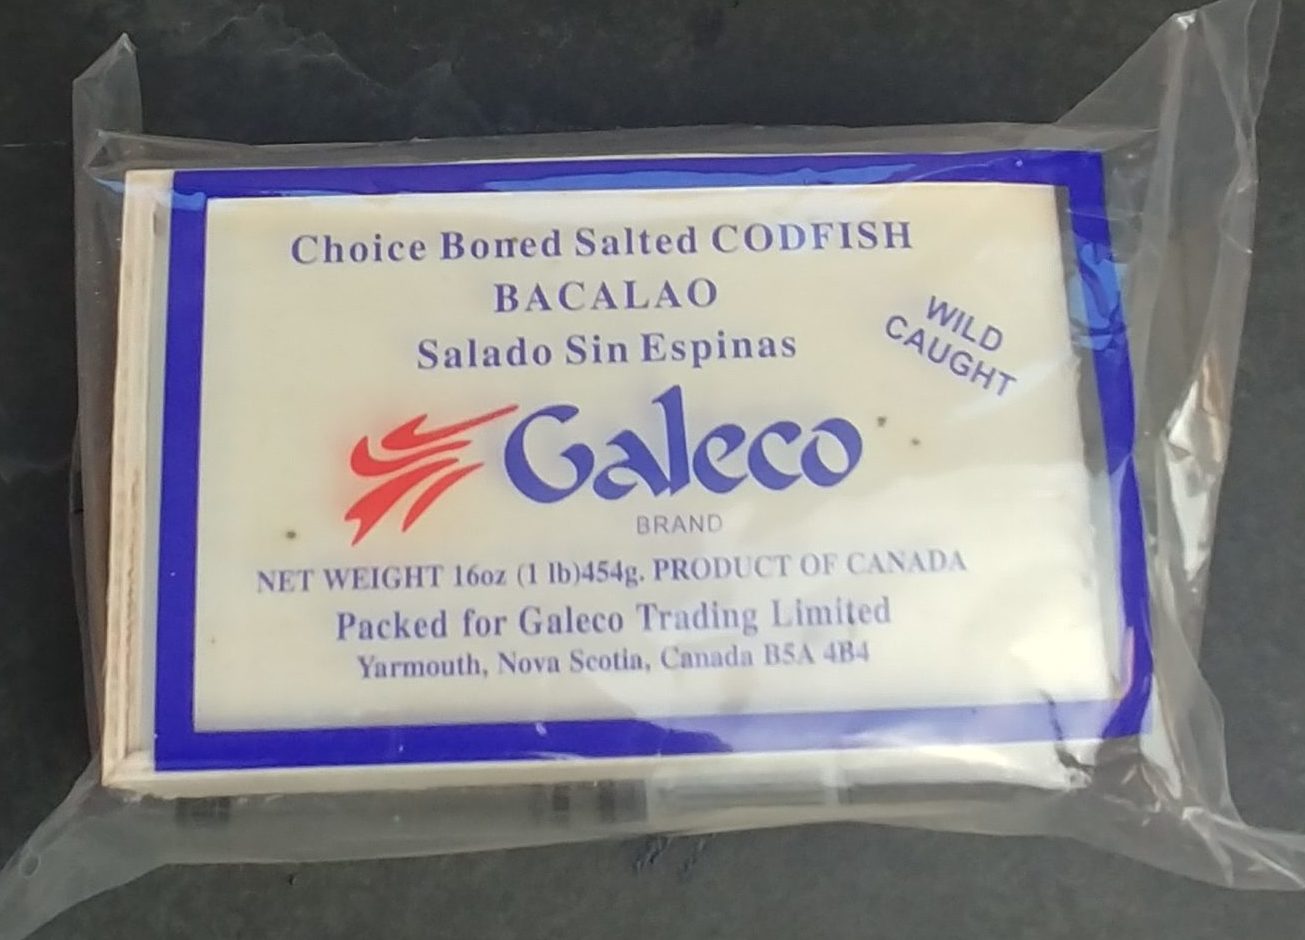 Choice Boned Salted CODFISH
BACALAO
Salado Sin Espinas
WILD
CAUGHT
Galeco
BRAND
NET WEIGHT 16oz (1 lb)454g. PRODUCT OF CANADA
Packed for Galeco Trading Limited
Yarmouth, Nova Scotia, Canada B5A 4B4